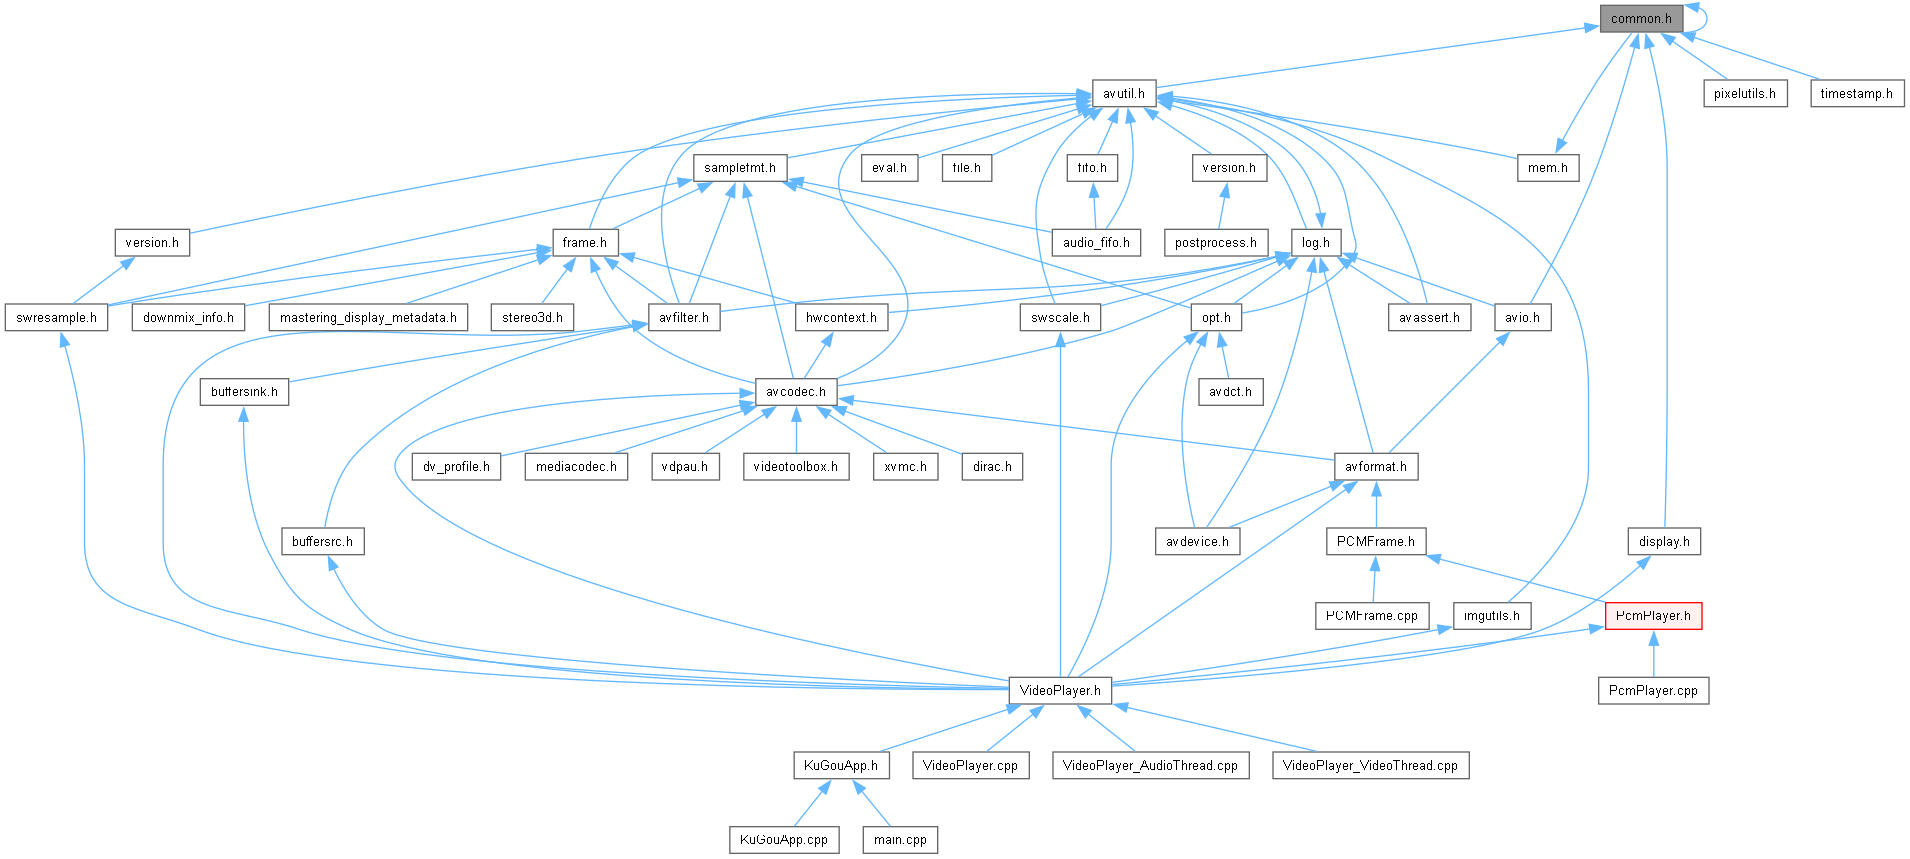 common.h
avutil.h
pixelutils.h
timestamp.h
samplefmt.h
eval.h
file.h
fifo.h
version.h
mem.h
version.h
frame.h
audio_fifo.h
postprocess.h
log.h
swresample.h
downmix_info.h
mastering_display_metadata.h
stereo3d.h
avfilter.h
hwcontext.h
swscale.h
opt.h
avassert.h
avio.h
buffersink.h
avcodec.h
avdct.h
dv_profile.h
mediacodec.h
vdpau.h
videotoolbox.h
xvmc.h
dirac.h
avformat.h
buffersrc.h
avdevice.h
PCMFrame.h
display.h
PCMFrame.cpp
imgutils.h
PcmPlayer.h
VideoPlayer.h
PcmPlayer.cpp
KuGouApp.h
VideoPlayer.cpp
VideoPlayer_AudioThread.cpp
VideoPlayer_VideoThread.cpp
KuGouApp.cpp
main.cpp